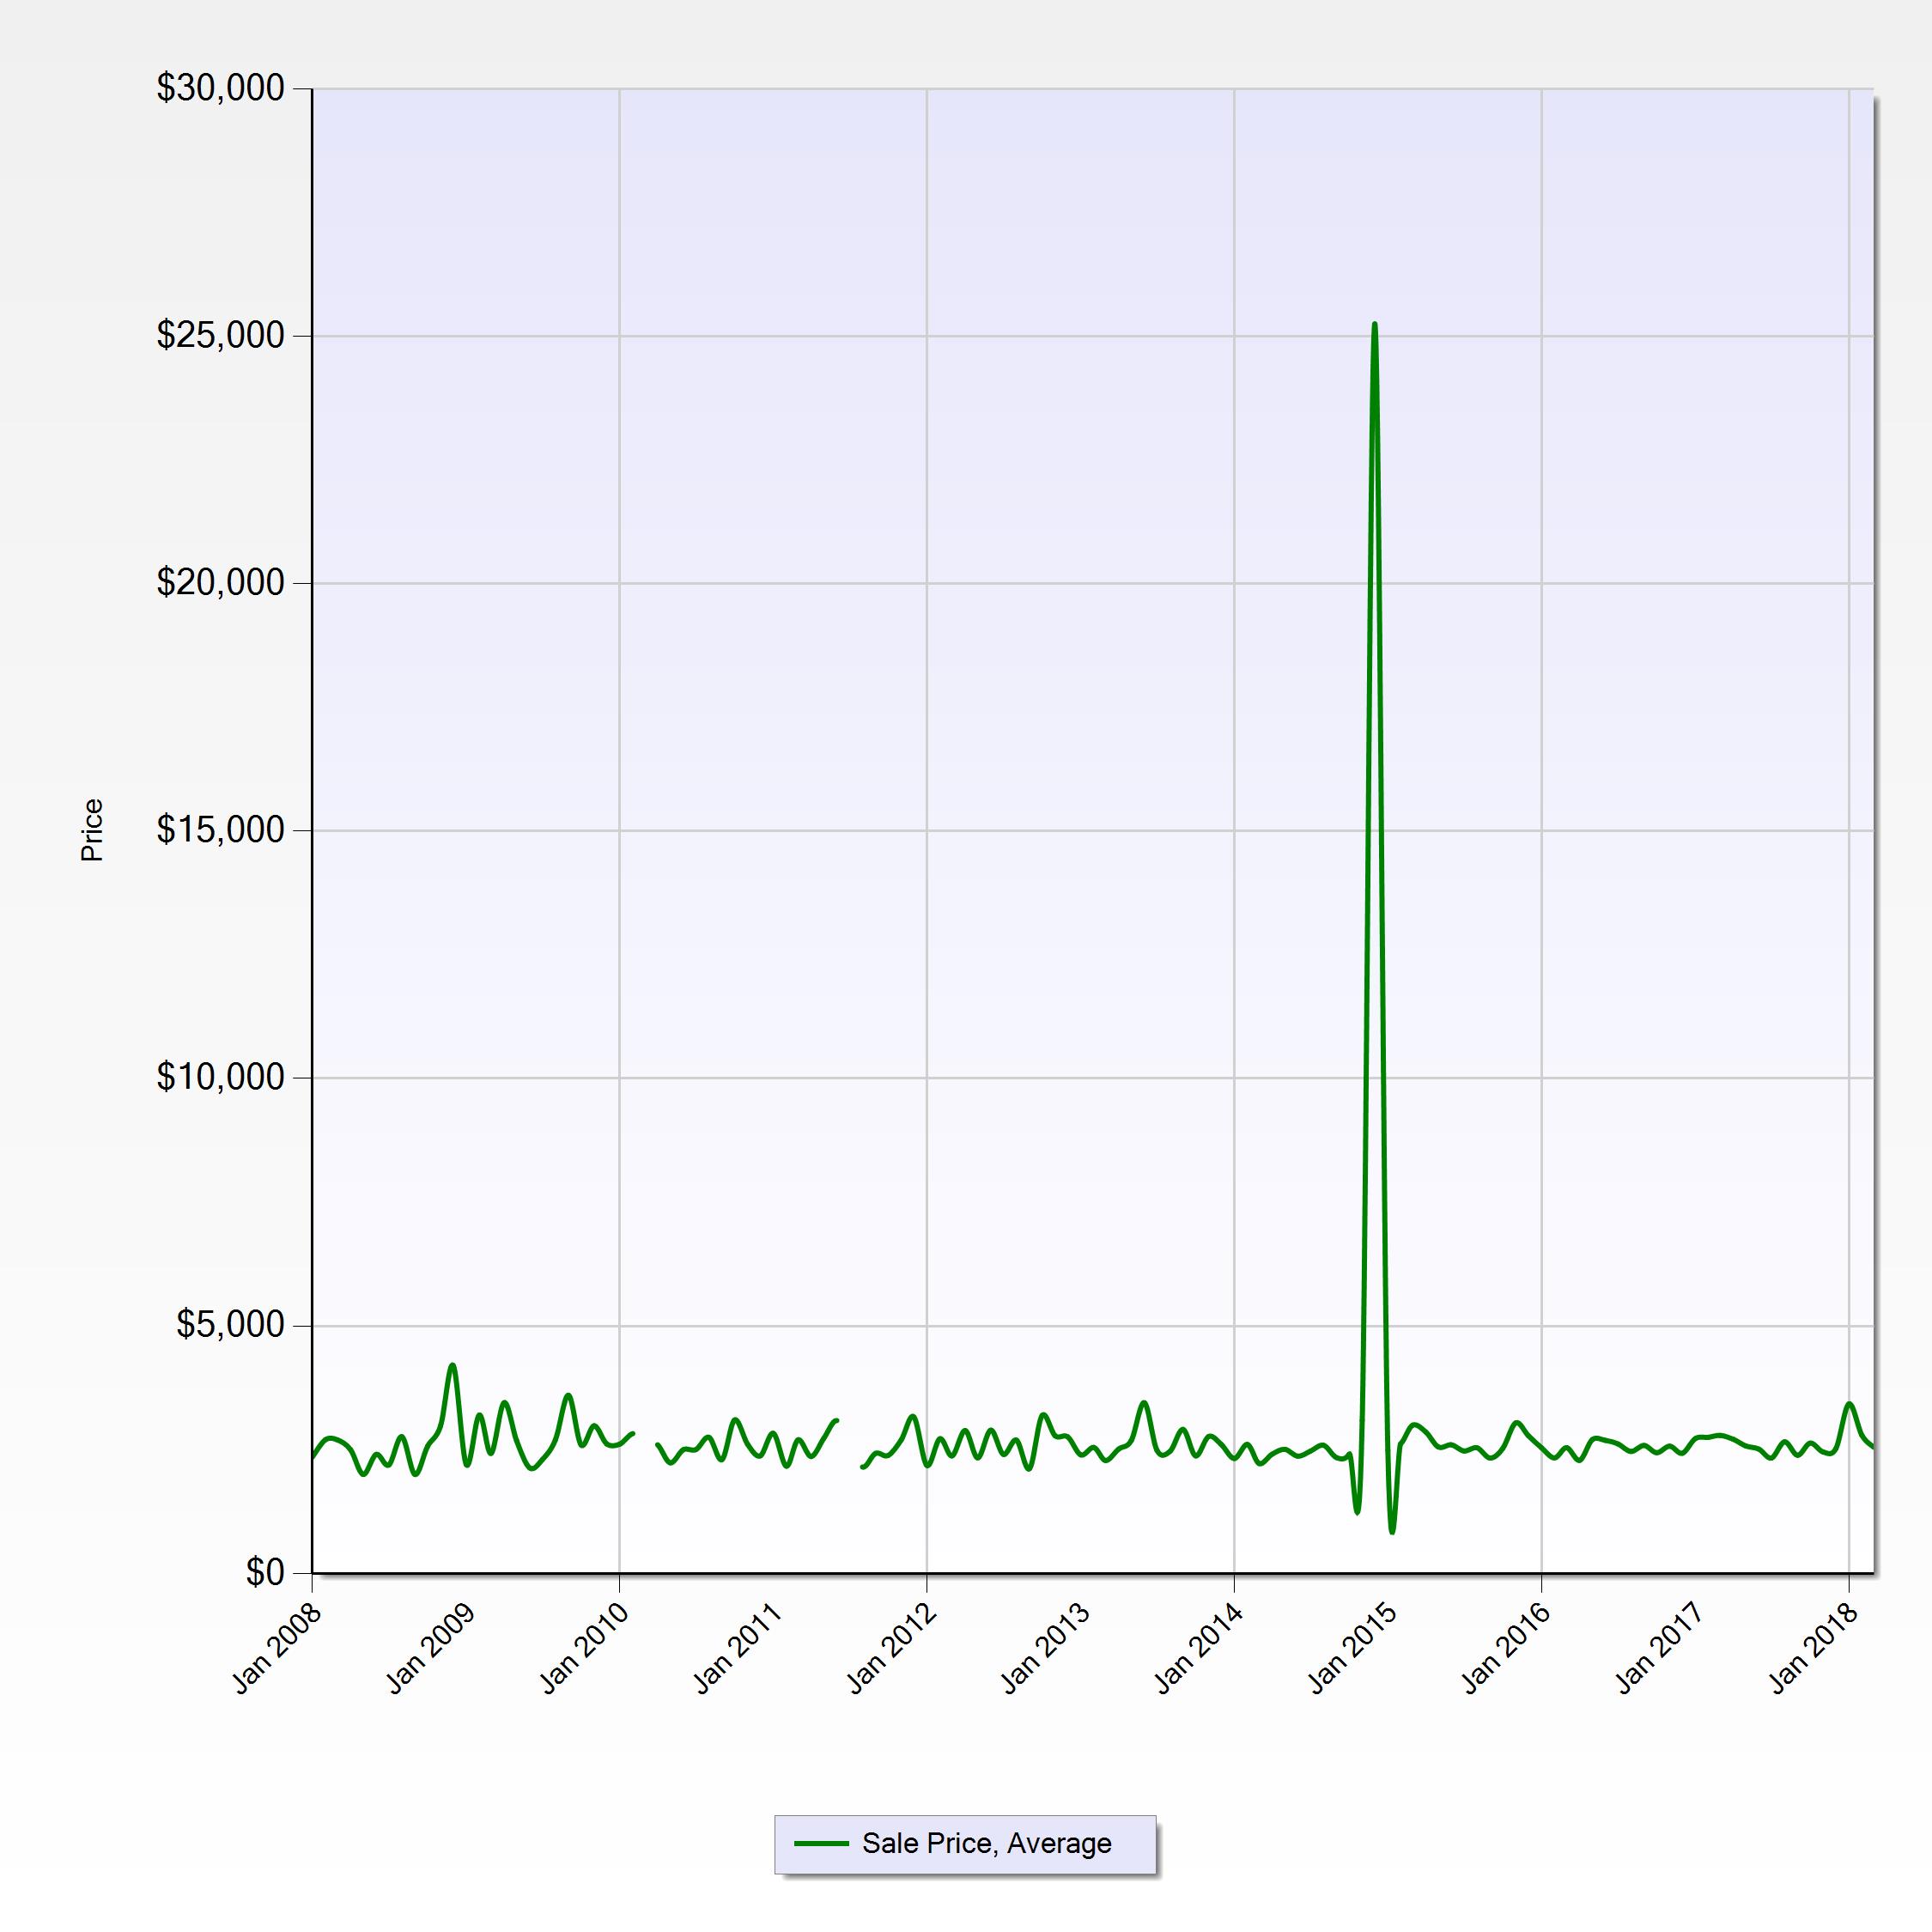 $30,000
$25,000
$20,000
$15,000
$10,000
$5,000
$0
Price
Jan 2008
Jan 2009
Jan 2010
Jan 2011
Jan 2012
Jan 2013
Jan 2014
Jan 2015
Jan 2016
Jan 2017
Jan 2018
Sale Price, Average